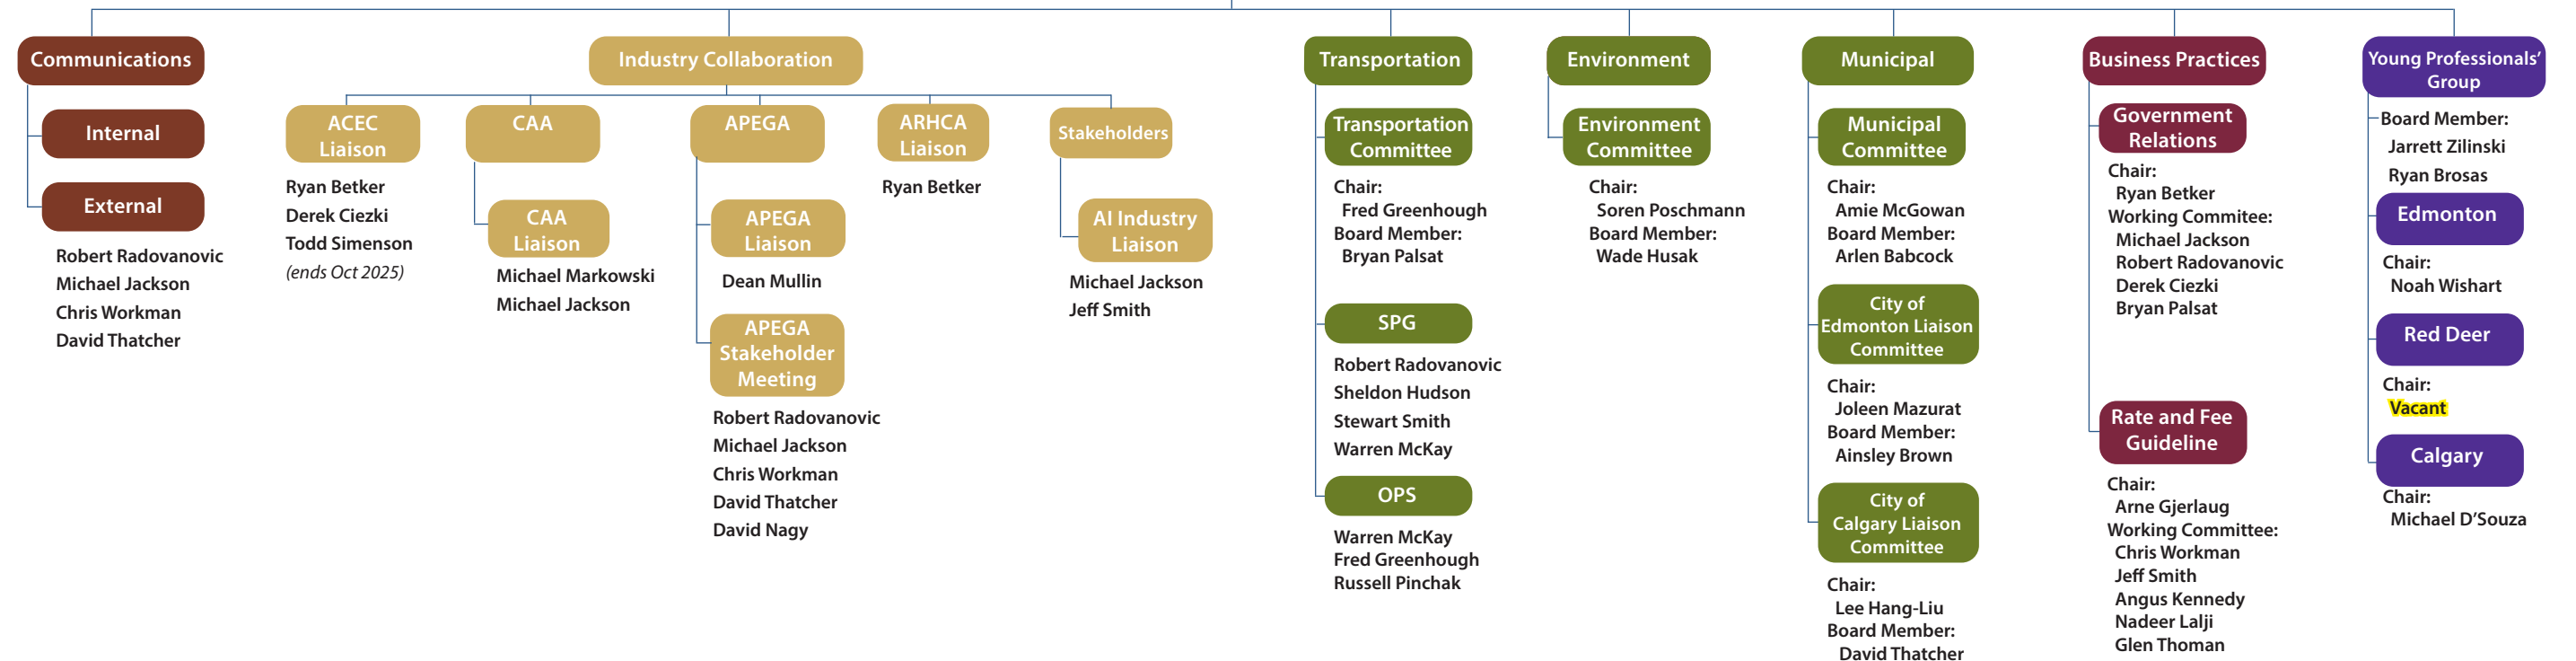 Communications
Internal
External
Robert Radovanovic
Michael Jackson
Chris Workman
David Thatcher
Industry Collaboration
ACEC
Liaison
Ryan Betker
Derek Ciezki
Todd Simenson
(ends Oct 2025)
CAA
CAA
Liaison
Michael Markowski
Michael Jackson
APEGA
APEGA
Liaison
Dean Mullin
APEGA
Stakeholder
Meeting
Robert Radovanovic
Michael Jackson
Chris Workman
David Thatcher
David Nagy
ARHCA
Liaison
Ryan Betker
Stakeholders
AI Industry
Liaison
Michael Jackson
Jeff Smith
Transportation
Transportation
Committee
Chair:
Fred Greenhough
Board Member:
Bryan Palsat
SPG
Robert Radovanovic
Sheldon Hudson
Stewart Smith
Warren McKay
OPS
Warren McKay
Fred Greenhough
Russell Pinchak
Environment
Environment
Committee
Chair:
Soren Poschmann
Board Member:
Wade Husak
Municipal
Municipal
Committee
Chair:
Amie McGowan
Board Member:
Arlen Babcock
City of
Edmonton Liaison
Committee
Chair:
Joleen Mazurat
Board Member:
Ainsley Brown
City of
Calgary Liaison
Committee
Chair:
Lee Hang-Liu
Board Member:
David Thatcher
Business Practices
Government
Relations
Chair:
Ryan Betker
Working Commitee:
Michael Jackson
Robert Radovanovic
Derek Ciezki
Bryan Palsat
Rate and Fee
Guideline
Chair:
Arne Gjerlaug
Working Committee:
Chris Workman
Jeff Smith
Angus Kennedy
Nadeer Lalji
Glen Thoman
Young Professionals’
Group
Board Member:
Jarrett Zilinski
Ryan Brosas
Edmonton
Chair:
Noah Wishart
Red Deer
Chair:
Vacant
Calgary
Chair:
Michael D’Souza